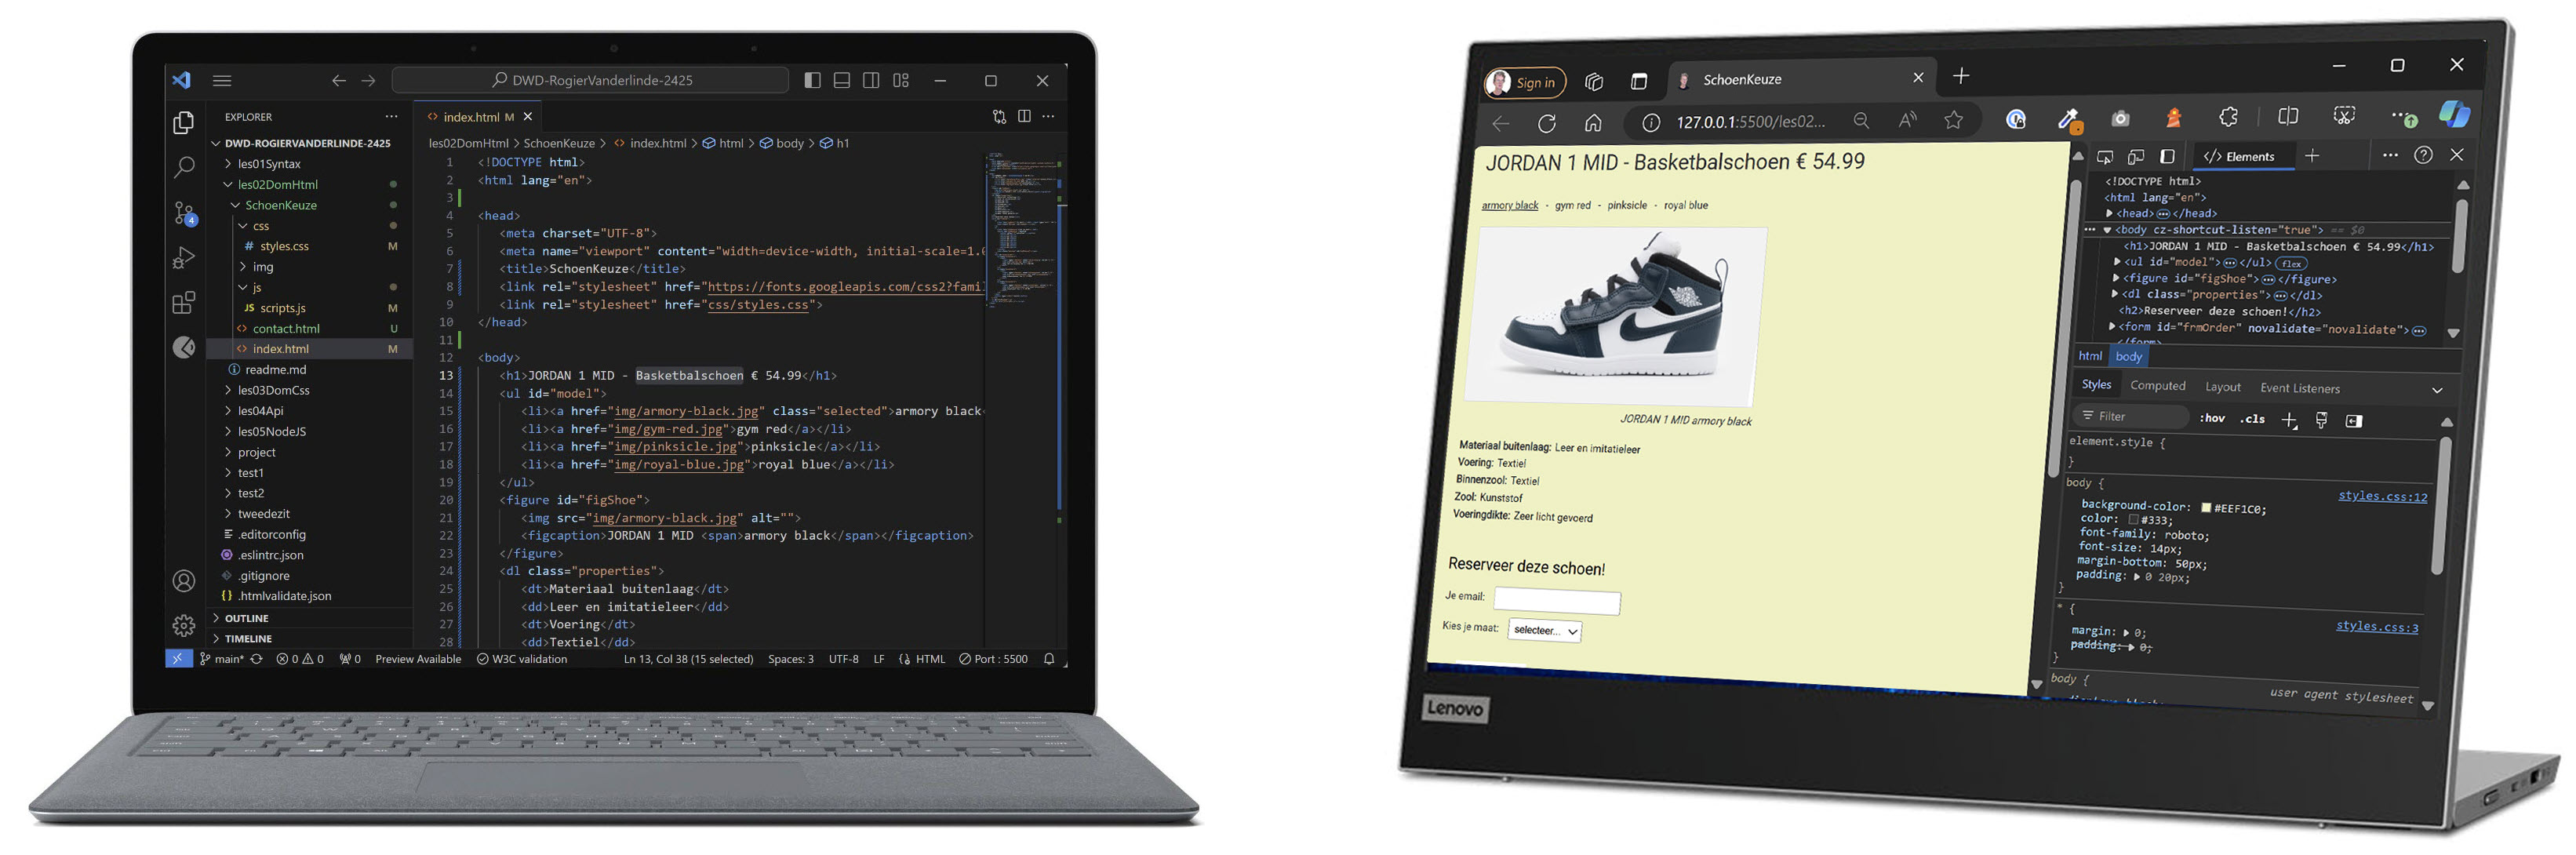 DWD-RogierVanderlinde-2425
EXPLORER
DWD-ROGIERVANDERLINDE-2425
les01Syntax
les02DomHtml
SchoenKeuze
css
# styles.css M
img
js
JS scripts.js M
<> contact.html U
<> index.html M
readme.md
les03DomCss
les04Api
les05NodeJS
project
test1
test2
tweedezit
.editorconfig
.eslintrc.json
.gitignore
{} .htmlvalidate.json
OUTLINE
TIMELINE
4
<> index.html M
les02DomHtml > SchoenKeuze > <> index.html > html > body > h1
1 <!DOCTYPE html>
2 <html lang="en">
3
4 <head>
5 <meta charset="UTF-8">
6 <meta name="viewport" content="width=device-width, initial-scale=1.0
7 <title>SchoenKeuze</title>
8 <link rel="stylesheet" href="https://fonts.googleapis.com/css2?famil
9 <link rel="stylesheet" href="css/styles.css">
10 </head>
11
12 <body>
13 <h1>JORDAN 1 MID - Basketbalschoen € 54.99</h1>
14 <ul id="model">
15 <li><a href="img/armory-black.jpg" class="selected">armory black<
16 <li><a href="img/gym-red.jpg">gym red</a></li>
17 <li><a href="img/pinksicle.jpg">pinksicle</a></li>
18 <li><a href="img/royal-blue.jpg">royal blue</a></li>
19 </ul>
20 <figure id="figShoe">
21 <img src="img/armory-black.jpg" alt="">
22 <figcaption>JORDAN 1 MID <span>armory black</span></figcaption>
23 </figure>
24 <dl class="properties">
25 <dt>Materiaal buitenlaag</dt>
26 <dd>Leer en imitatieleer</dd>
27 <dt>Voering</dt>
28 <dd>Textiel</dd>
main* 0 0 0 Preview Available W3C validation Ln 13, Col 38 (15 selected) Spaces: 3 UTF-8 LF HTML Port : 5500
Sign in
SchoenKeuze
127.0.0.1:5500/les02...
JORDAN 1 MID - Basketbalschoen € 54.99
armory black - gym red - pinksicle - royal blue
JORDAN 1 MID armory black
Materiaal buitenlaag: Leer en imitatieleer
Voering: Textiel
Binnenzool: Textiel
Zool: Kunststof
Voeringdikte: Zeer licht gevoerd
Reserveer deze schoen!
Je email:
Kies je maat: selecteer...
</> Elements
<!DOCTYPE html>
<html lang="en">
<head>…</head>
<body cz-shortcut-listen="true"> == $0
<h1>JORDAN 1 MID - Basketbalschoen € 54.99</h1>
<ul id="model">…</ul> flex
<figure id="figShoe">…</figure>
<dl class="properties">…</dl>
<h2>Reserveer deze schoen!</h2>
<form id="frmOrder" novalidate="novalidate">…
</form>
html body
Styles Computed Layout Event Listeners
Filter :hov .cls
element.style {
}
body { styles.css:12
background-color: #EEF1C0;
color: #333;
font-family: roboto;
font-size: 14px;
margin-bottom: 50px;
padding: 0 20px;
}
* { styles.css:3
margin: 0;
padding: 0;
}
body { user agent stylesheet
Lenovo